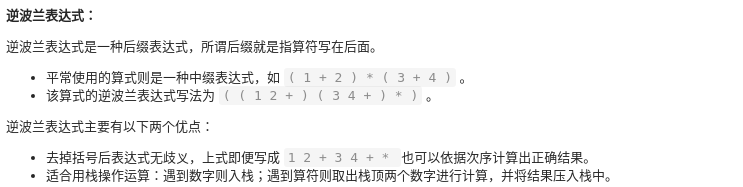 逆波兰表达式：
逆波兰表达式是一种后缀表达式，所谓后缀就是指算符写在后面。
• 平常使用的算式则是一种中缀表达式，如 ( 1 + 2 ) * ( 3 + 4 ) 。
• 该算式的逆波兰表达式写法为 ( ( 1 2 + ) ( 3 4 + ) * ) 。
逆波兰表达式主要有以下两个优点：
• 去掉括号后表达式无歧义，上式即便写成 1 2 + 3 4 + * 也可以依据次序计算出正确结果。
• 适合用栈操作运算：遇到数字则入栈；遇到算符则取出栈顶两个数字进行计算，并将结果压入栈中。